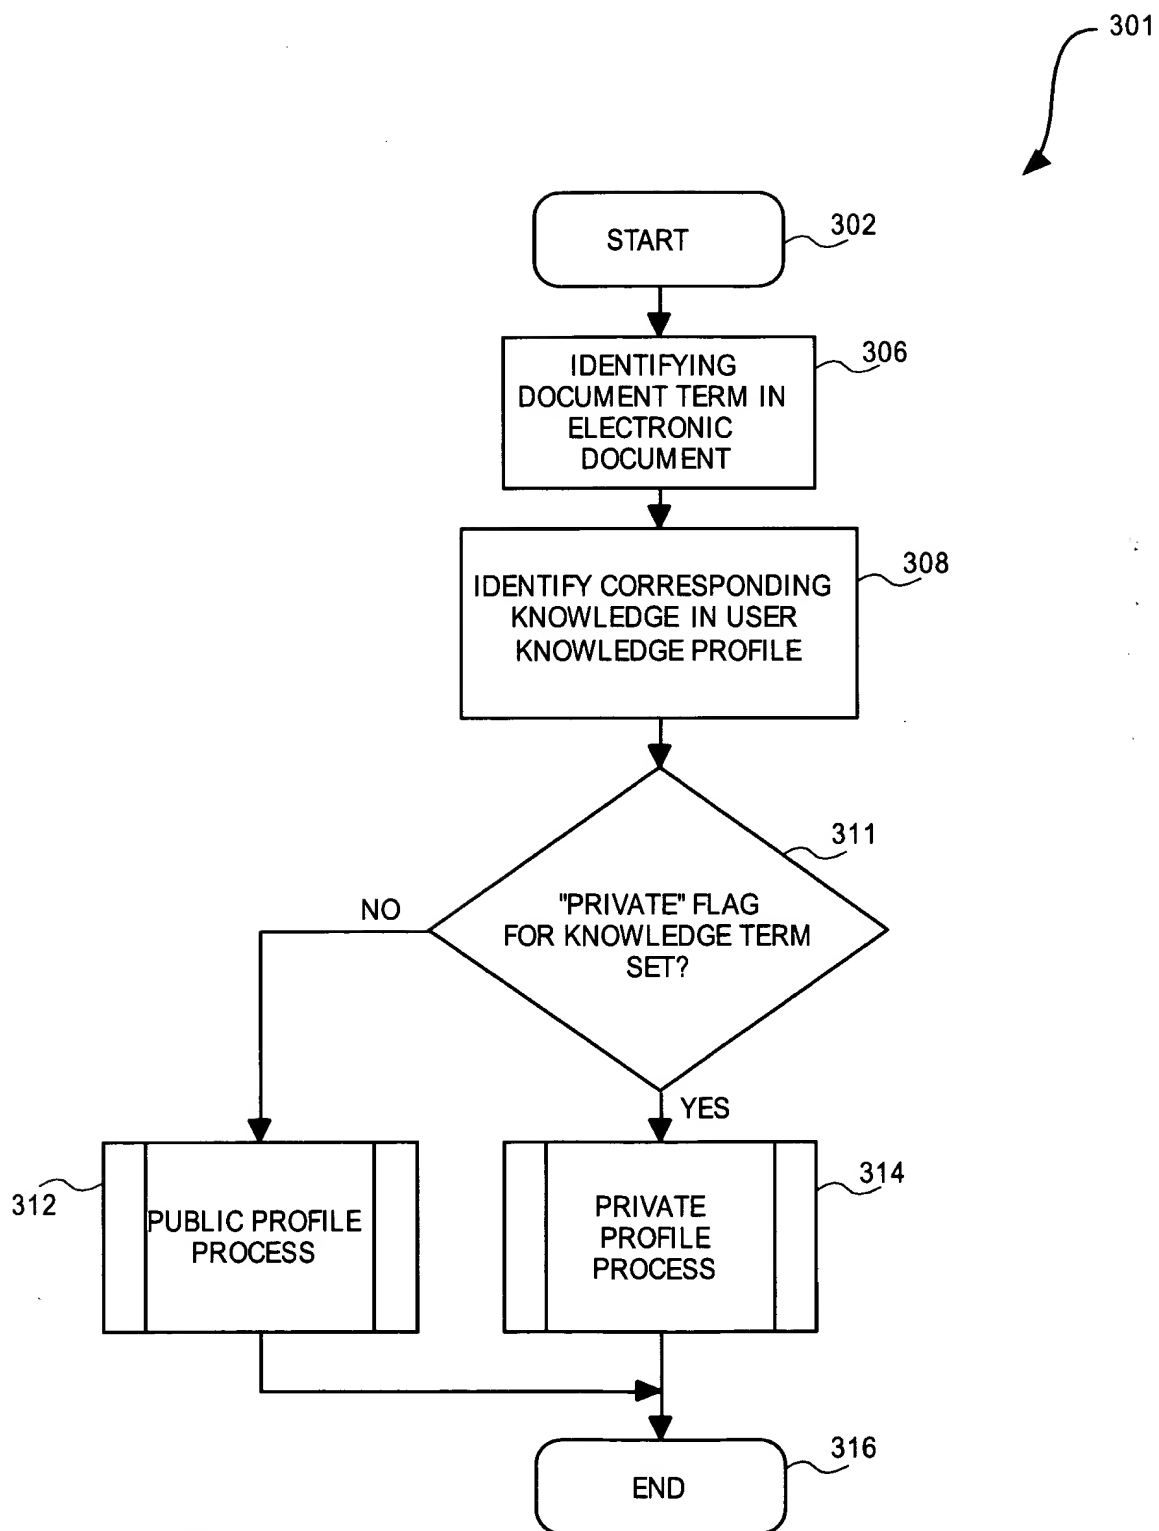 301
START
302
IDENTIFYING
DOCUMENT TERM IN
ELECTRONIC
DOCUMENT
306
IDENTIFY CORRESPONDING
KNOWLEDGE IN USER
KNOWLEDGE PROFILE
308
"PRIVATE" FLAG
FOR KNOWLEDGE TERM
SET?
311
NO
YES
312
PUBLIC PROFILE
PROCESS
PRIVATE
PROFILE
PROCESS
314
END
316